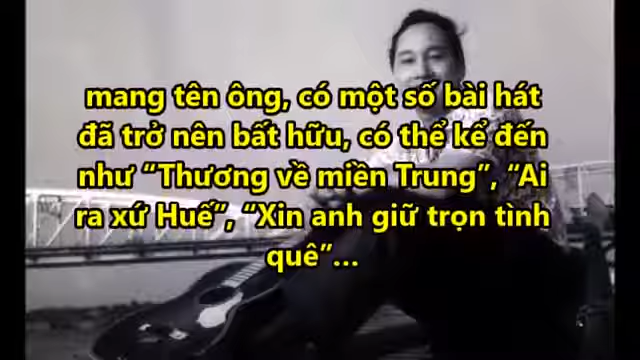 mang tên ông, có một số bài hát
đã trở nên bất hữu, có thể kể đến
như “Thương về miền Trung”, “Ai
ra xứ Huế”, “Xin anh giữ trọn tình
quê”...